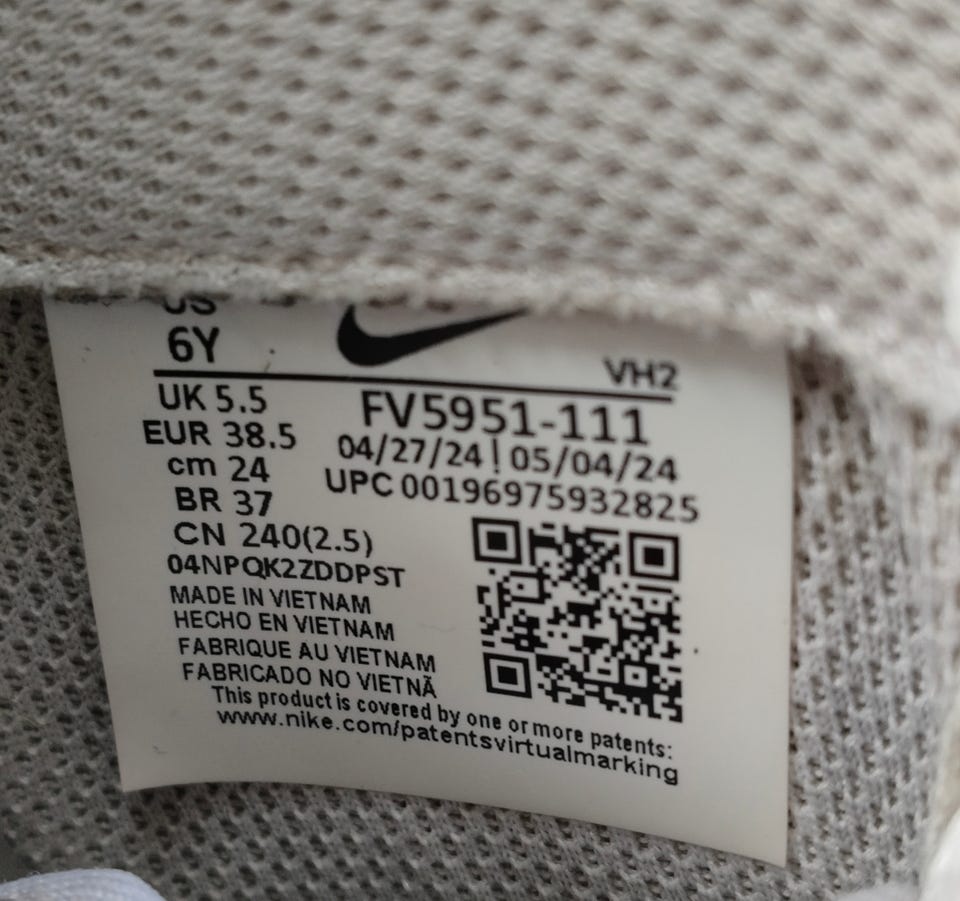 US
6Y
VH2
UK 5.5
EUR 38.5
cm 24
BR 37
CN 240(2.5)
FV5951-111
04/27/24 | 05/04/24
UPC 00196975932825
04NPQK2ZDDPST
MADE IN VIETNAM
HECHO EN VIETNAM
FABRIQUE AU VIETNAM
FABRICADO NO VIETNÃ
This product is covered by one or more patents:
www.nike.com/patentsvirtualmarking